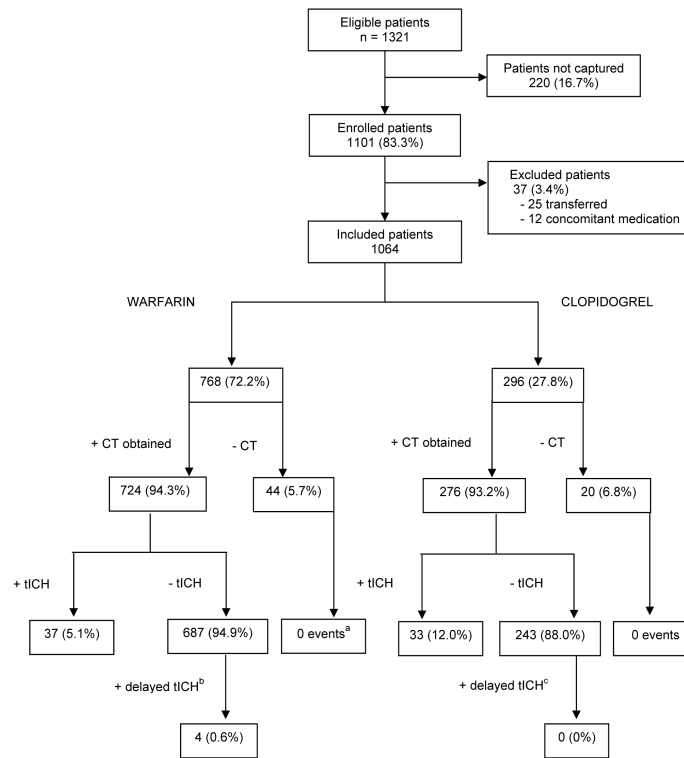 Eligible patients
n = 1321
Patients not captured
220 (16.7%)
Enrolled patients
1101 (83.3%)
Excluded patients
37 (3.4%)
- 25 transferred
- 12 concomitant medication
Included patients
1064
WARFARIN
CLOPIDOGREL
768 (72.2%)
296 (27.8%)
+ CT obtained
- CT
+ CT obtained
- CT
724 (94.3%)
44 (5.7%)
276 (93.2%)
20 (6.8%)
+ tICH
- tICH
+ tICH
- tICH
37 (5.1%)
687 (94.9%)
0 eventsᵃ
33 (12.0%)
243 (88.0%)
0 events
+ delayed tICHᵇ
+ delayed tICHᶜ
4 (0.6%)
0 (0%)